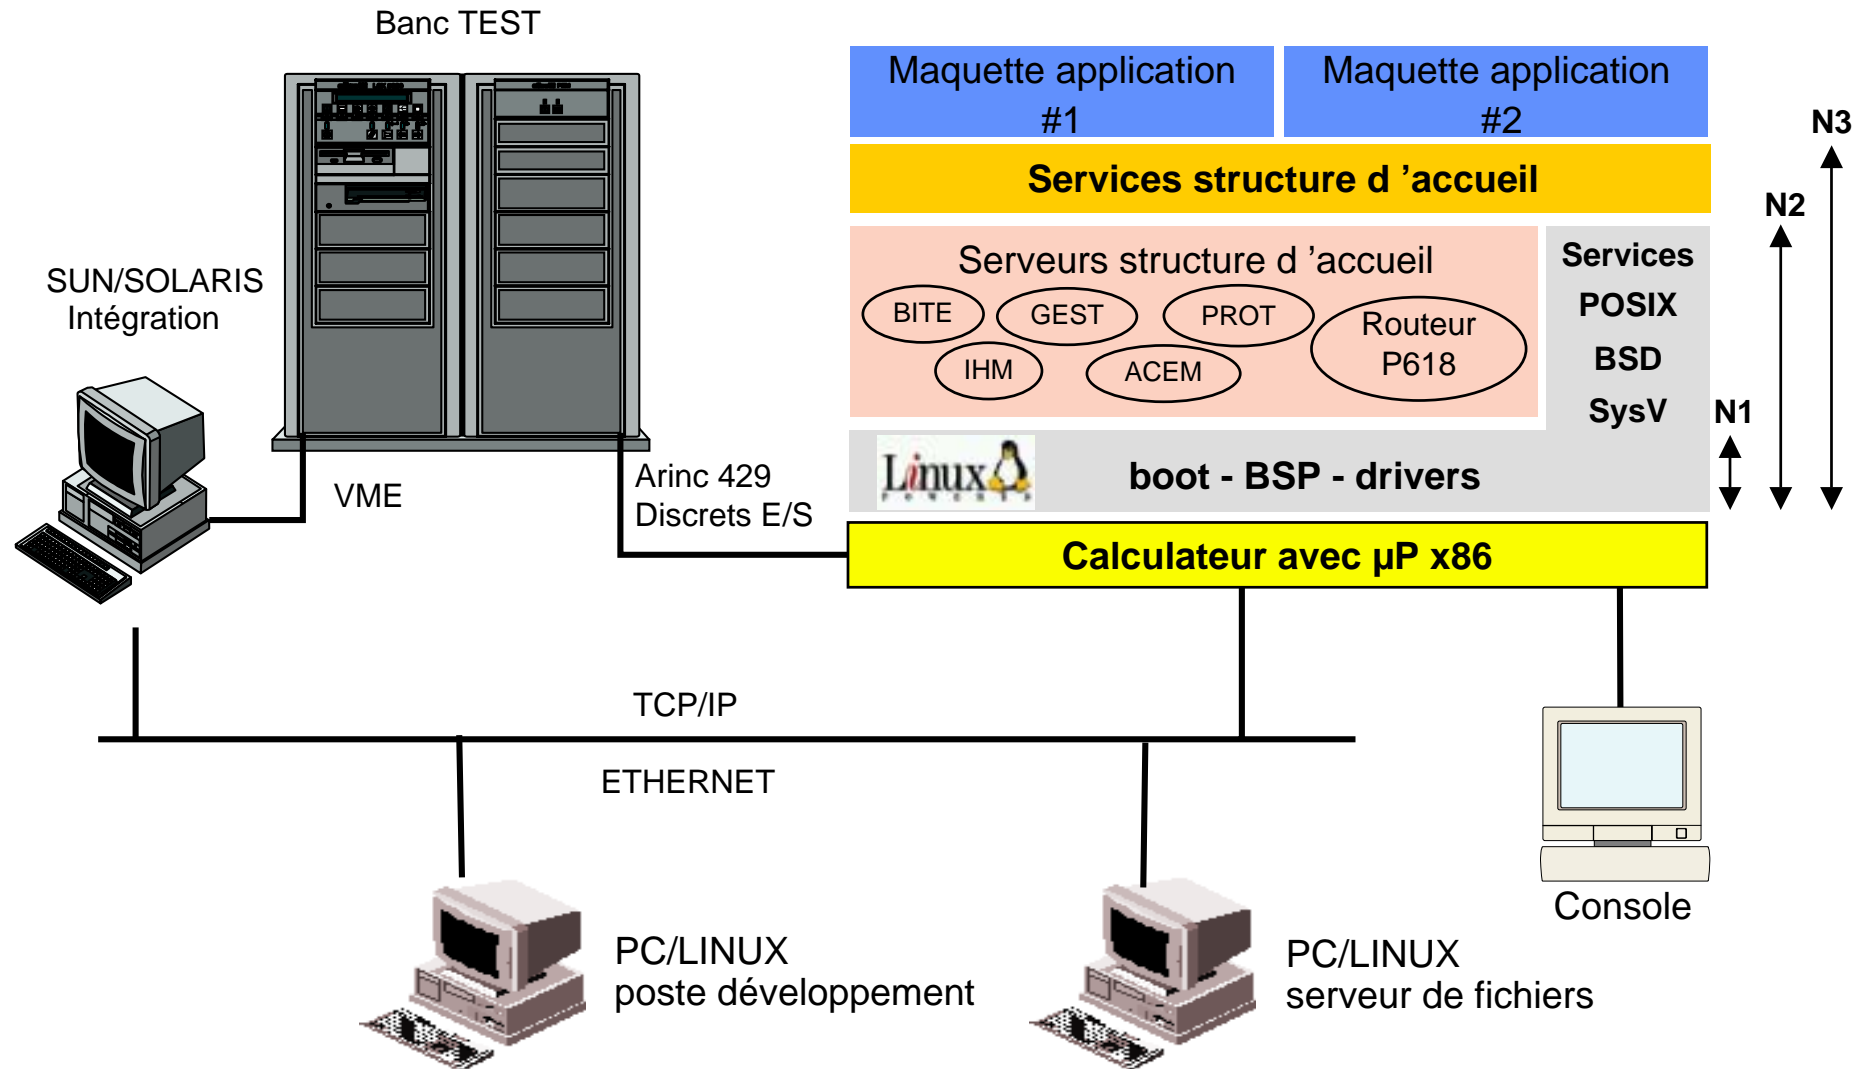 Banc TEST
Maquette application
#1
Maquette application
#2
N3
Services structure d ’accueil
N2
Serveurs structure d ’accueil
BITE
GEST
PROT
IHM
ACEM
Routeur
P618
Services
POSIX
BSD
SysV
N1
SUN/SOLARIS
Intégration
VME
Arinc 429
Discrets E/S
Linux
boot - BSP - drivers
Calculateur avec µP x86
TCP/IP
ETHERNET
Console
PC/LINUX
poste développement
PC/LINUX
serveur de fichiers